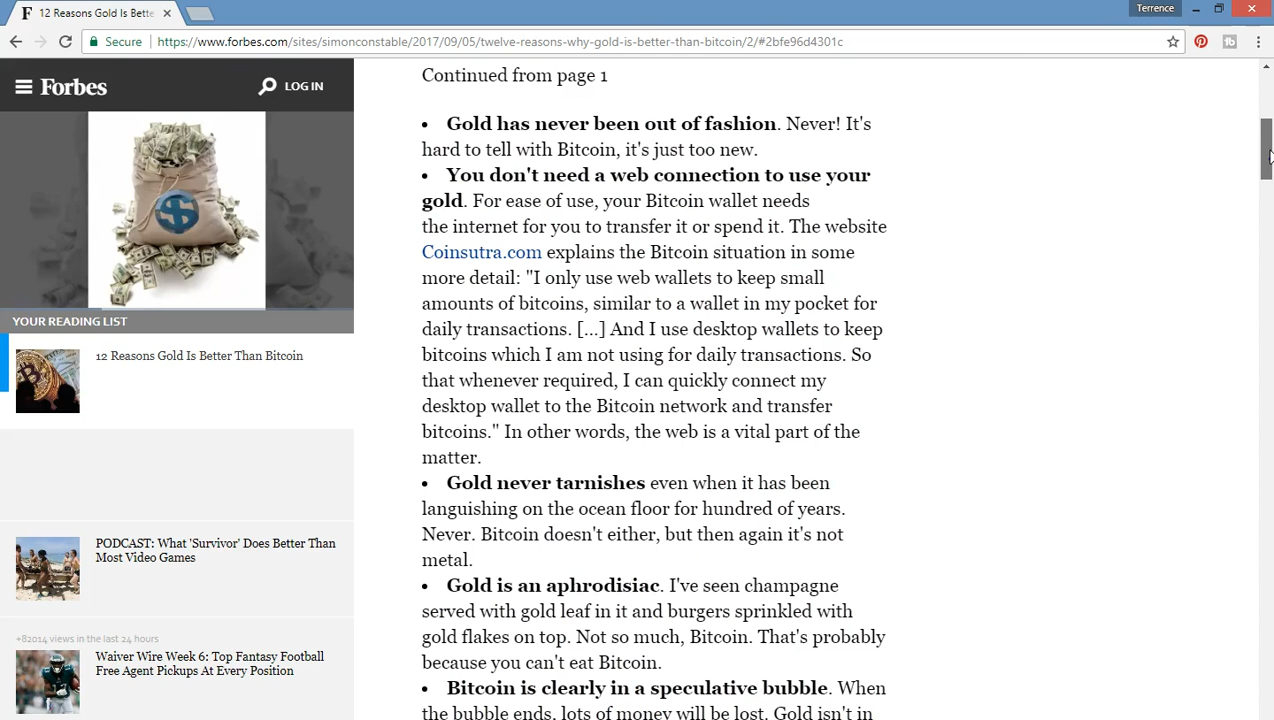 12 Reasons Gold Is Bette
Terrence
Secure https://www.forbes.com/sites/simonconstable/2017/09/05/twelve-reasons-why-gold-is-better-than-bitcoin/2/#2bfe96d4301c
Forbes
LOG IN
$
YOUR READING LIST
12 Reasons Gold Is Better Than Bitcoin
PODCAST: What 'Survivor' Does Better Than
Most Video Games
+82014 views in the last 24 hours
Waiver Wire Week 6: Top Fantasy Football
Free Agent Pickups At Every Position
Continued from page 1
• Gold has never been out of fashion. Never! It's
hard to tell with Bitcoin, it's just too new.
• You don't need a web connection to use your
gold. For ease of use, your Bitcoin wallet needs
the internet for you to transfer it or spend it. The website
Coinsutra.com explains the Bitcoin situation in some
more detail: "I only use web wallets to keep small
amounts of bitcoins, similar to a wallet in my pocket for
daily transactions. [...] And I use desktop wallets to keep
bitcoins which I am not using for daily transactions. So
that whenever required, I can quickly connect my
desktop wallet to the Bitcoin network and transfer
bitcoins." In other words, the web is a vital part of the
matter.
• Gold never tarnishes even when it has been
languishing on the ocean floor for hundred of years.
Never. Bitcoin doesn't either, but then again it's not
metal.
• Gold is an aphrodisiac. I've seen champagne
served with gold leaf in it and burgers sprinkled with
gold flakes on top. Not so much, Bitcoin. That's probably
because you can't eat Bitcoin.
• Bitcoin is clearly in a speculative bubble. When
the bubble ends, lots of money will be lost. Gold isn't in